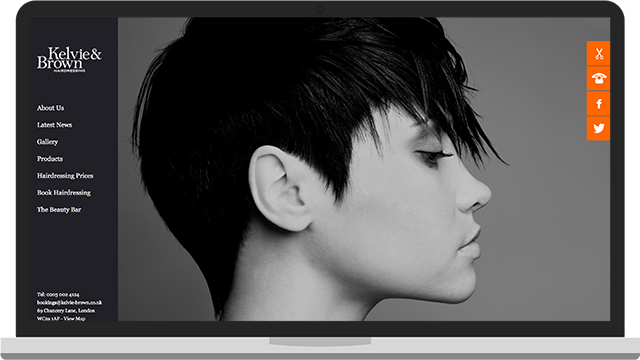 Kelvie &
Brown
HAIRDRESSING
About Us
Latest News
Gallery
Products
Hairdressing Prices
Book Hairdressing
The Beauty Bar
Tel: 0203 002 4124
bookings@kelvie-brown.co.uk
69 Chancery Lane, London
WC2a 1AF - View Map
f